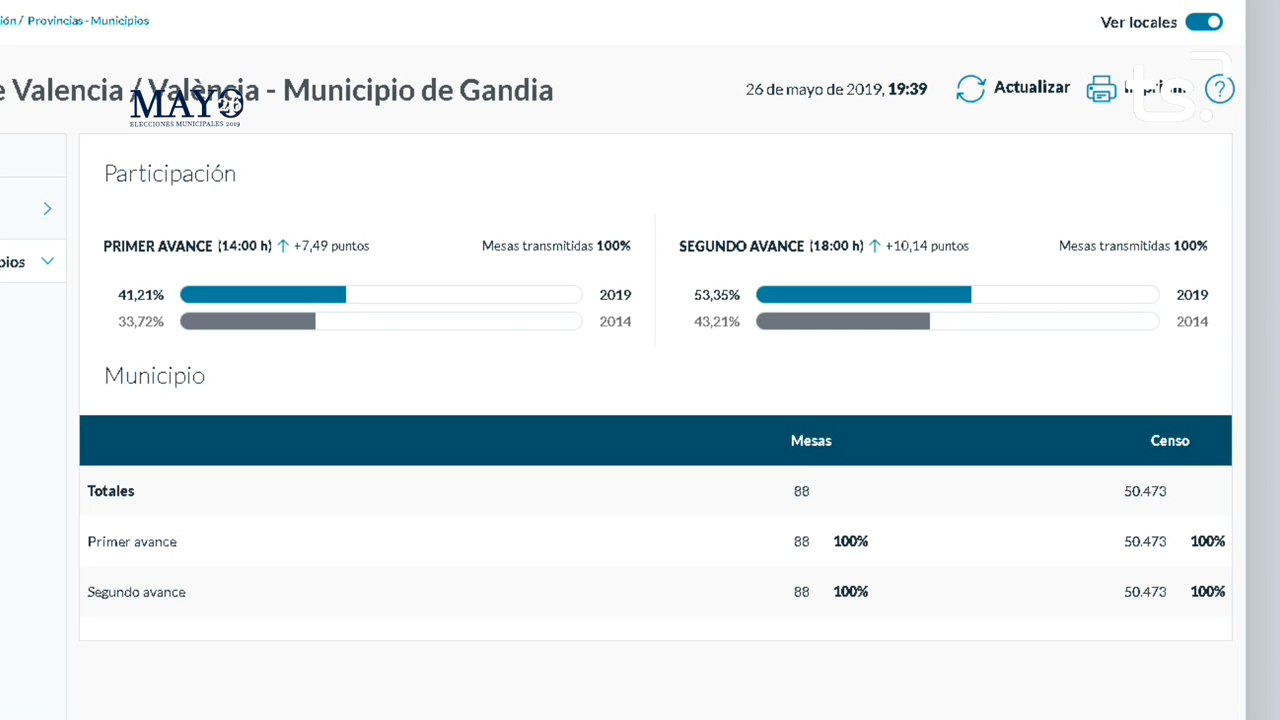 ión / Provincias - Municipios
Ver locales
e Valencia / València - Municipio de Gandia
26 de mayo de 2019, 19:39
Actualizar
?
MAYO
26
ELECCIONES MUNICIPALES 2019
ts.
Participación
PRIMER AVANCE (14:00 h) ↑ +7,49 puntos
Mesas transmitidas 100%
41,21% 2019
33,72% 2014
SEGUNDO AVANCE (18:00 h) ↑ +10,14 puntos
Mesas transmitidas 100%
53,35% 2019
43,21% 2014
pios
Municipio
Mesas Censo
Totales 88 50.473
Primer avance 88 100% 50.473 100%
Segundo avance 88 100% 50.473 100%